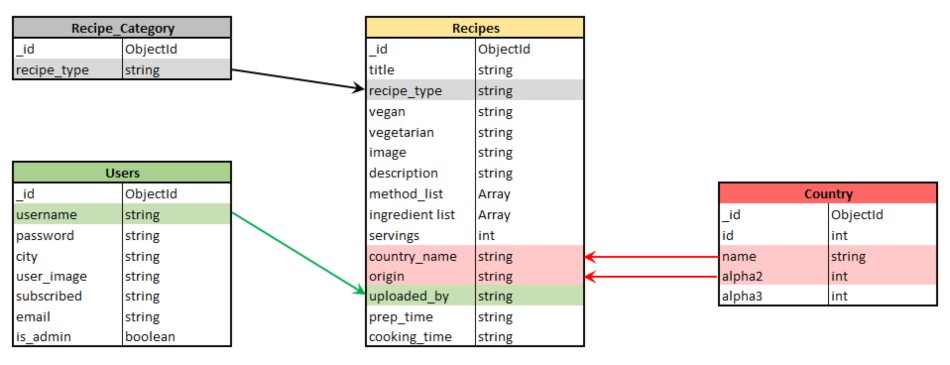 Recipe_Category
_id ObjectId
recipe_type string
Users
_id ObjectId
username string
password string
city string
user_image string
subscribed string
email string
is_admin boolean
Recipes
_id ObjectId
title string
recipe_type string
vegan string
vegetarian string
image string
description string
method_list Array
ingredient list Array
servings int
country_name string
origin string
uploaded_by string
prep_time string
cooking_time string
Country
_id ObjectId
id int
name string
alpha2 int
alpha3 int